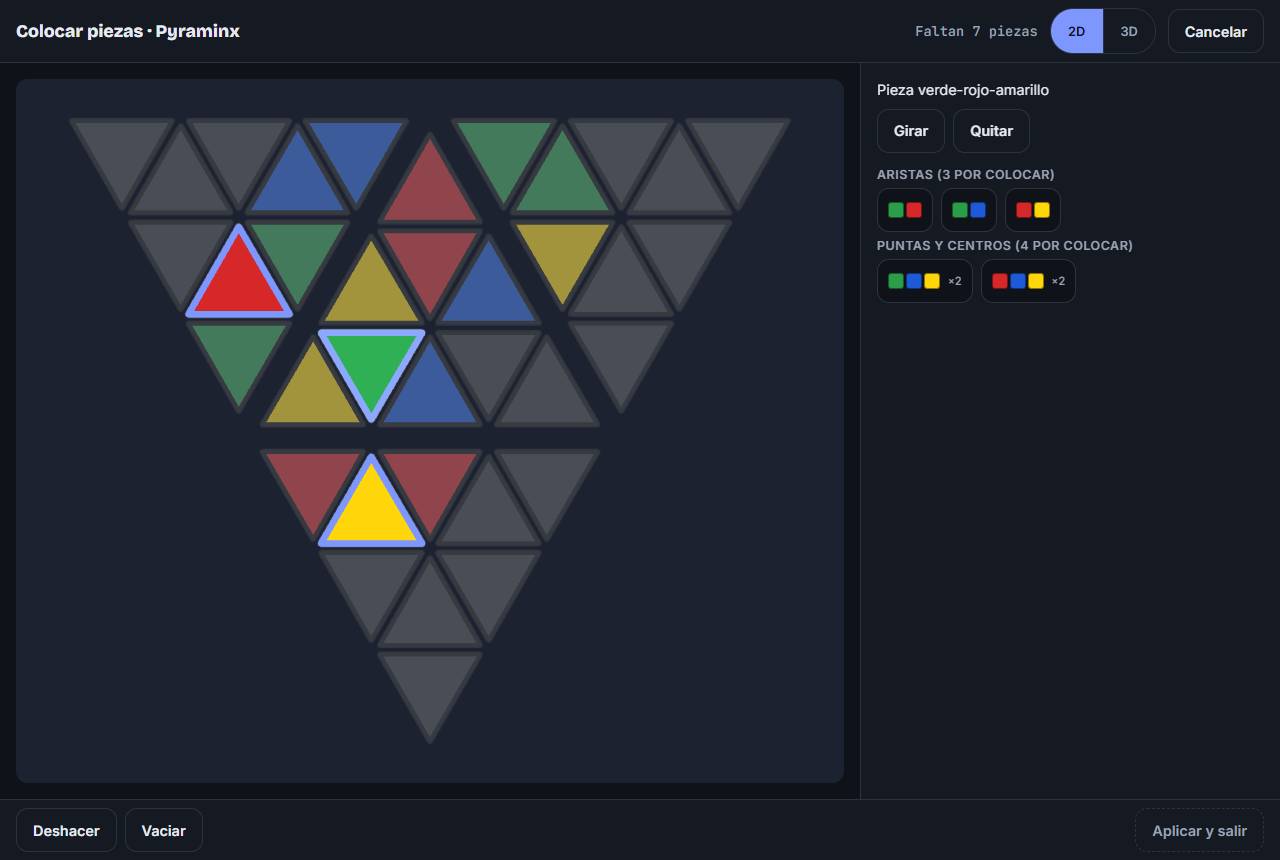 Colocar piezas · Pyraminx
Faltan 7 piezas
2D
3D
Cancelar
Pieza verde-rojo-amarillo
Girar
Quitar
ARISTAS (3 POR COLOCAR)
PUNTAS Y CENTROS (4 POR COLOCAR)
×2
×2
Deshacer
Vaciar
Aplicar y salir